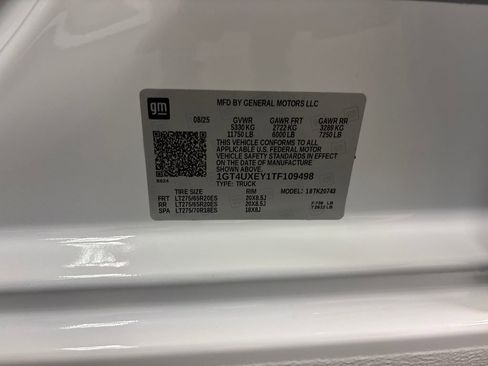 gm
MFD BY GENERAL MOTORS LLC
08/25 GVWR GAWR FRT GAWR RR
5330 KG 2722 KG 3289 KG
11750 LB 6000 LB 7250 LB
THIS VEHICLE CONFORMS TO ALL
APPLICABLE U.S. FEDERAL MOTOR
VEHICLE SAFETY STANDARDS IN EFFECT
ON THE DATE OF MANUFACTURE
SHOWN ABOVE.
1GT4UXEY1TF109498
TYPE: TRUCK
TIRE SIZE RIM MODEL:
FRT LT275/65R20ES 20X8.5J
RR LT275/65R20ES 20X8.5J
SPA LT275/70R18ES 18X8J